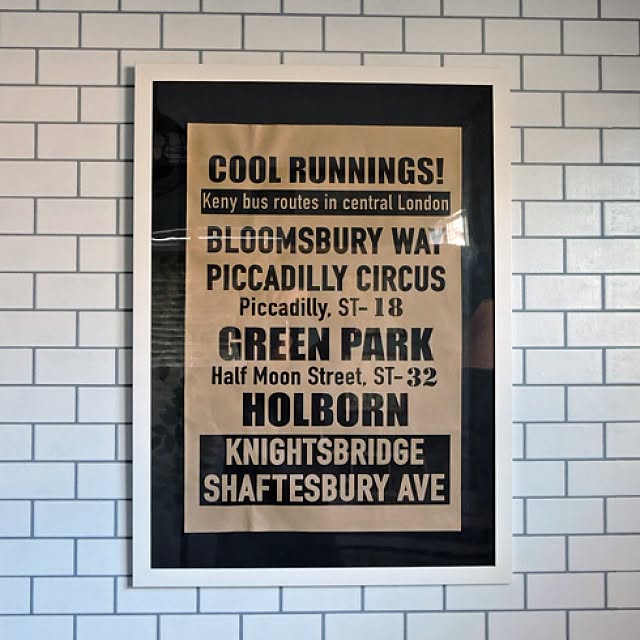 COOL RUNNINGS!
Keny bus routes in central London
BLOOMSBURY WAY
PICCADILLY CIRCUS
Piccadilly, ST- 18
GREEN PARK
Half Moon Street, ST-32
HOLBORN
KNIGHTSBRIDGE
SHAFTESBURY AVE